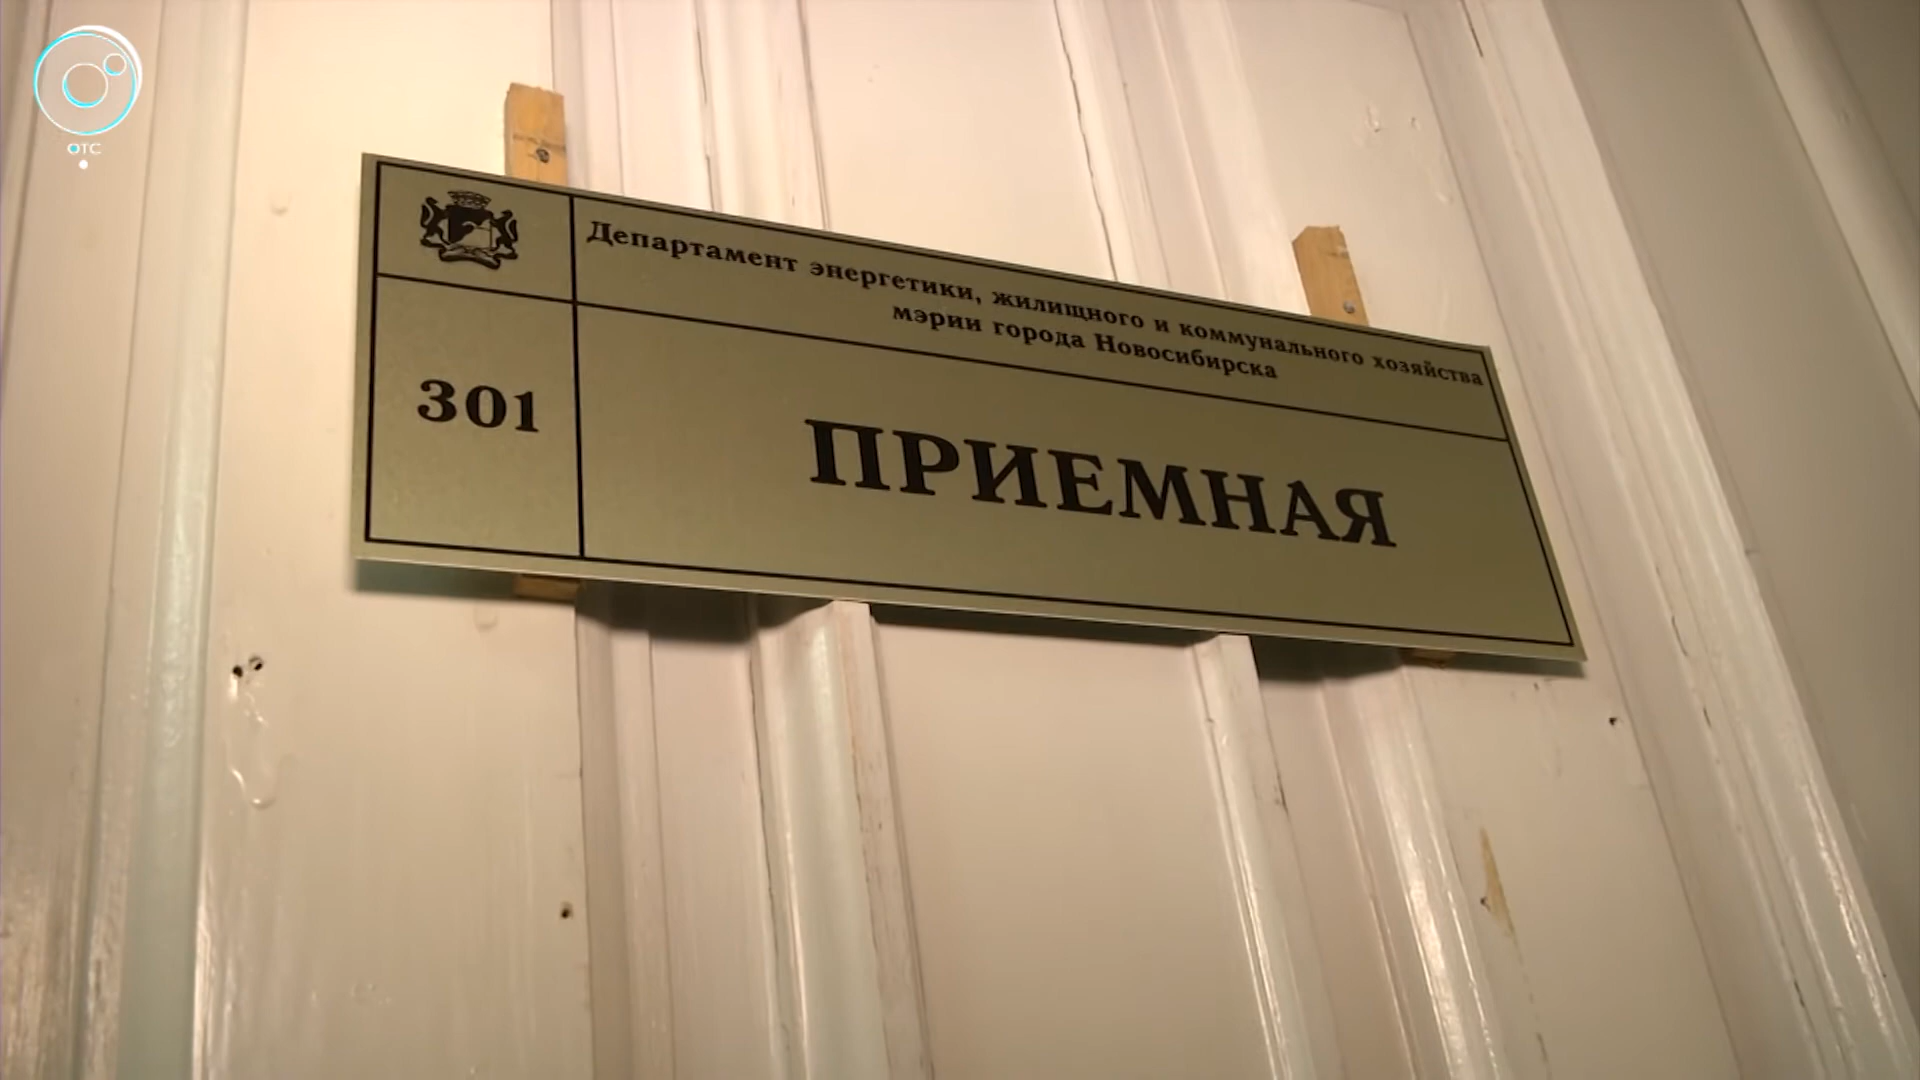 ОТС
Департамент энергетики, жилищного и коммунального хозяйства
мэрии города Новосибирска
301
ПРИЕМНАЯ